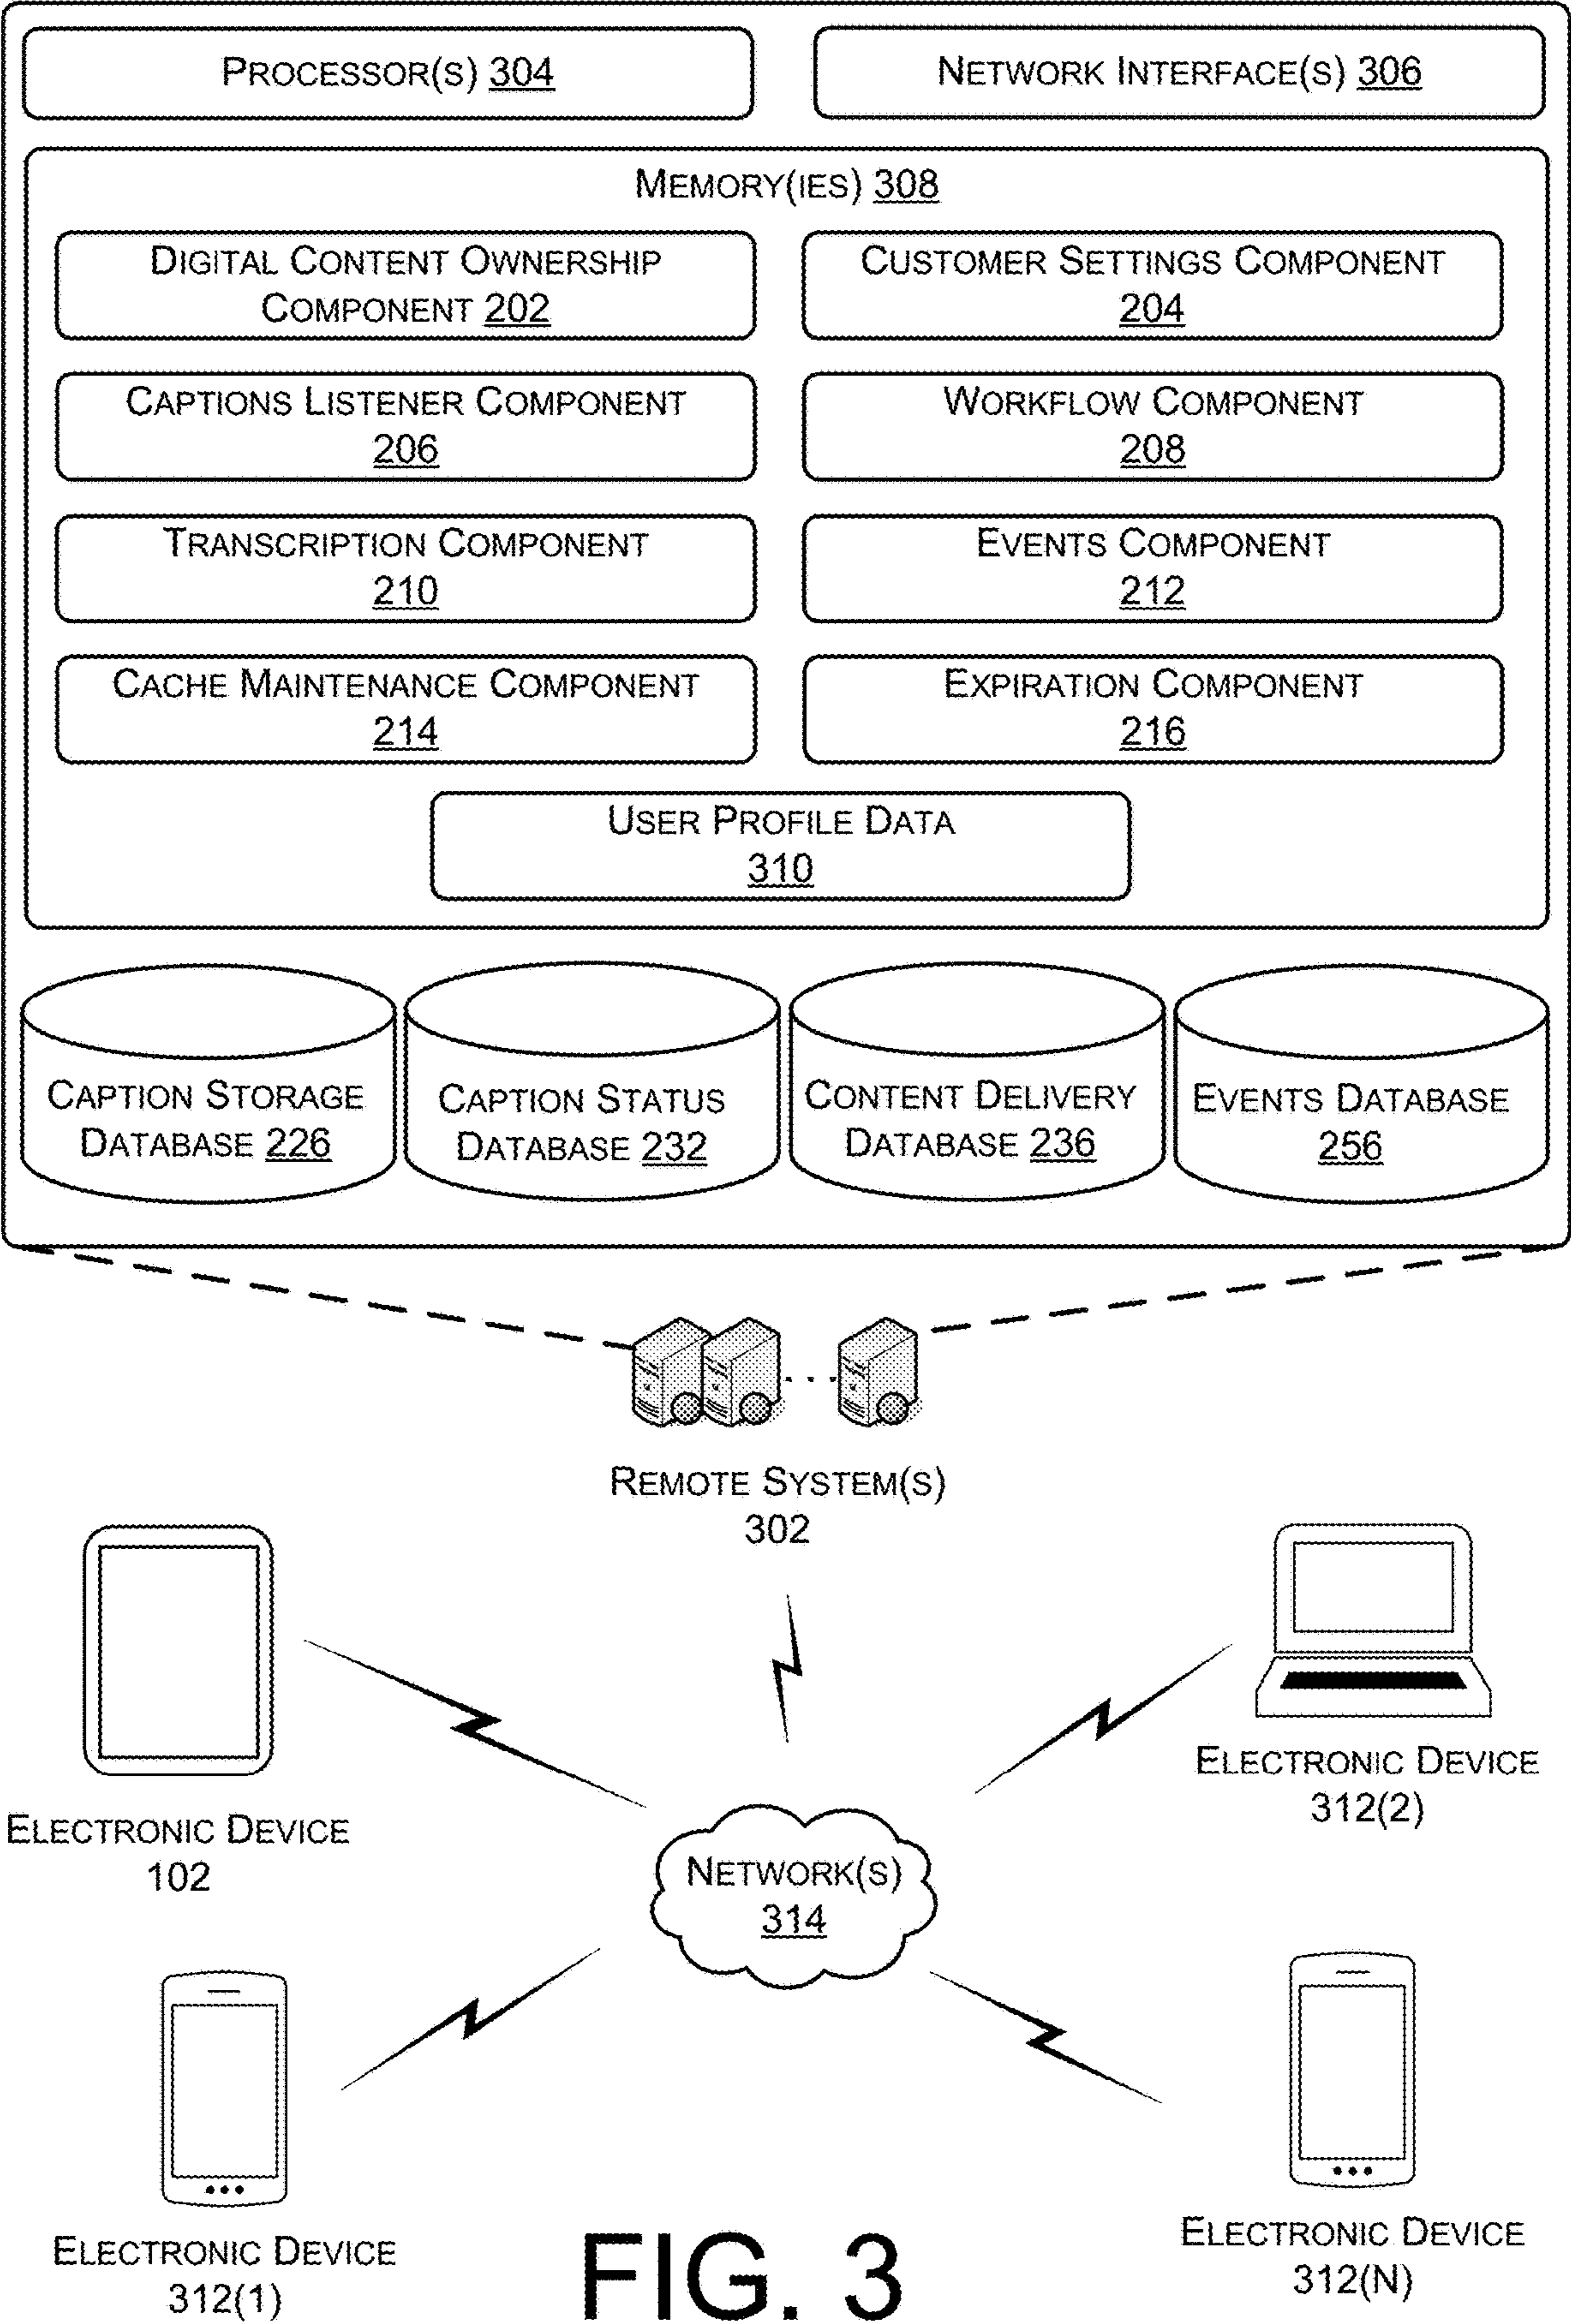 PROCESSOR(S) 304
NETWORK INTERFACE(S) 306
MEMORY(IES) 308
DIGITAL CONTENT OWNERSHIP
COMPONENT 202
CUSTOMER SETTINGS COMPONENT
204
CAPTIONS LISTENER COMPONENT
206
WORKFLOW COMPONENT
208
TRANSCRIPTION COMPONENT
210
EVENTS COMPONENT
212
CACHE MAINTENANCE COMPONENT
214
EXPIRATION COMPONENT
216
USER PROFILE DATA
310
CAPTION STORAGE
DATABASE 226
CAPTION STATUS
DATABASE 232
CONTENT DELIVERY
DATABASE 236
EVENTS DATABASE
256
REMOTE SYSTEM(S)
302
ELECTRONIC DEVICE
102
ELECTRONIC DEVICE
312(2)
NETWORK(S)
314
ELECTRONIC DEVICE
312(1)
ELECTRONIC DEVICE
312(N)
FIG. 3